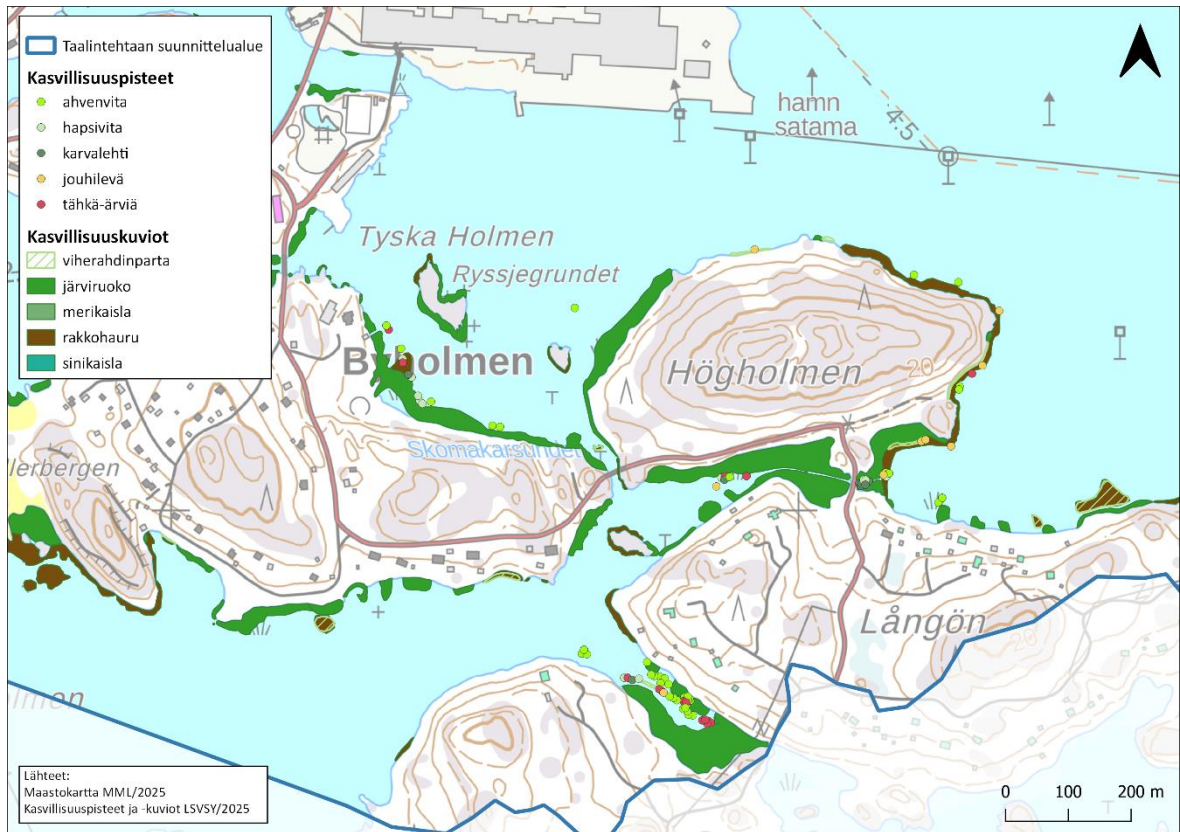 Taalintehtaan suunnittelualue
Kasvillisuuspisteet
ahvenvita
hapsivita
karvalehti
jouhilevä
tähkä-ärviä
Kasvillisuuskuviot
viherahdinparta
järviruoko
merikaisla
rakkohauru
sinikaisla
hamn
satama
4.5
Tyska Holmen
Ryssjegrundet
Byholmen
Högholmen
20
Skomakarsundet
llerbergen
Långön
20
olmen
Lähteet:
Maastokartta MML/2025
Kasvillisuuspisteet ja -kuviot LSVSY/2025
0 100 200 m